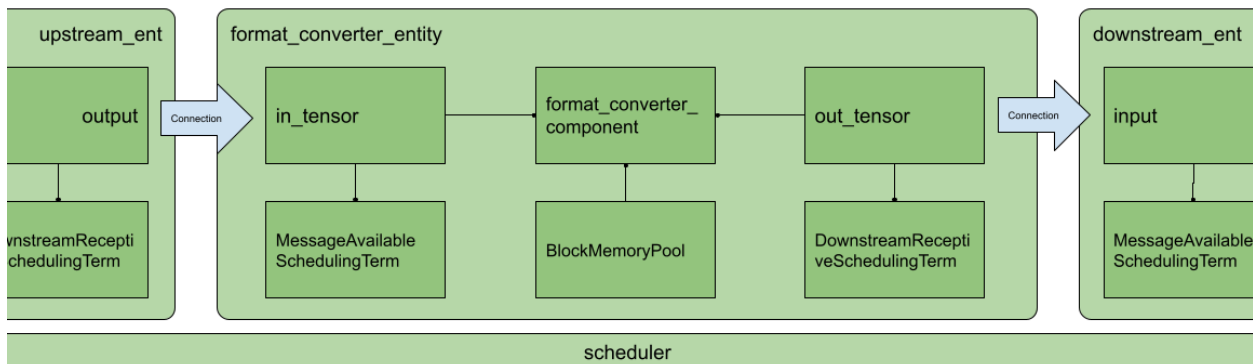 upstream_ent
output
wnstreamRecepti
chedulingTerm
Connection
format_converter_entity
in_tensor
MessageAvailable
SchedulingTerm
format_converter_
component
BlockMemoryPool
out_tensor
DownstreamRecepti
veSchedulingTerm
Connection
downstream_ent
input
MessageAvailable
SchedulingTerm
scheduler